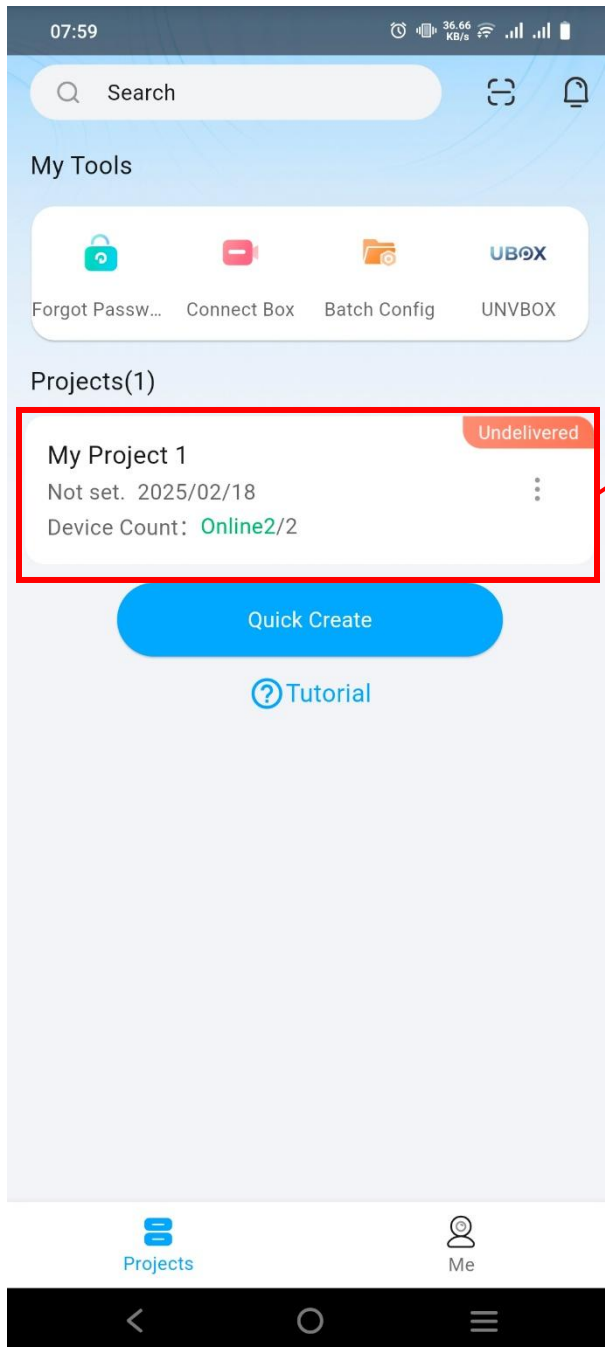 07:59 36.66 KB/s
Search
My Tools
UBOX
Forgot Passw... Connect Box Batch Config UNVBOX
Projects(1)
Undelivered
My Project 1
Not set. 2025/02/18
Device Count: Online2/2
Quick Create
? Tutorial
Projects Me